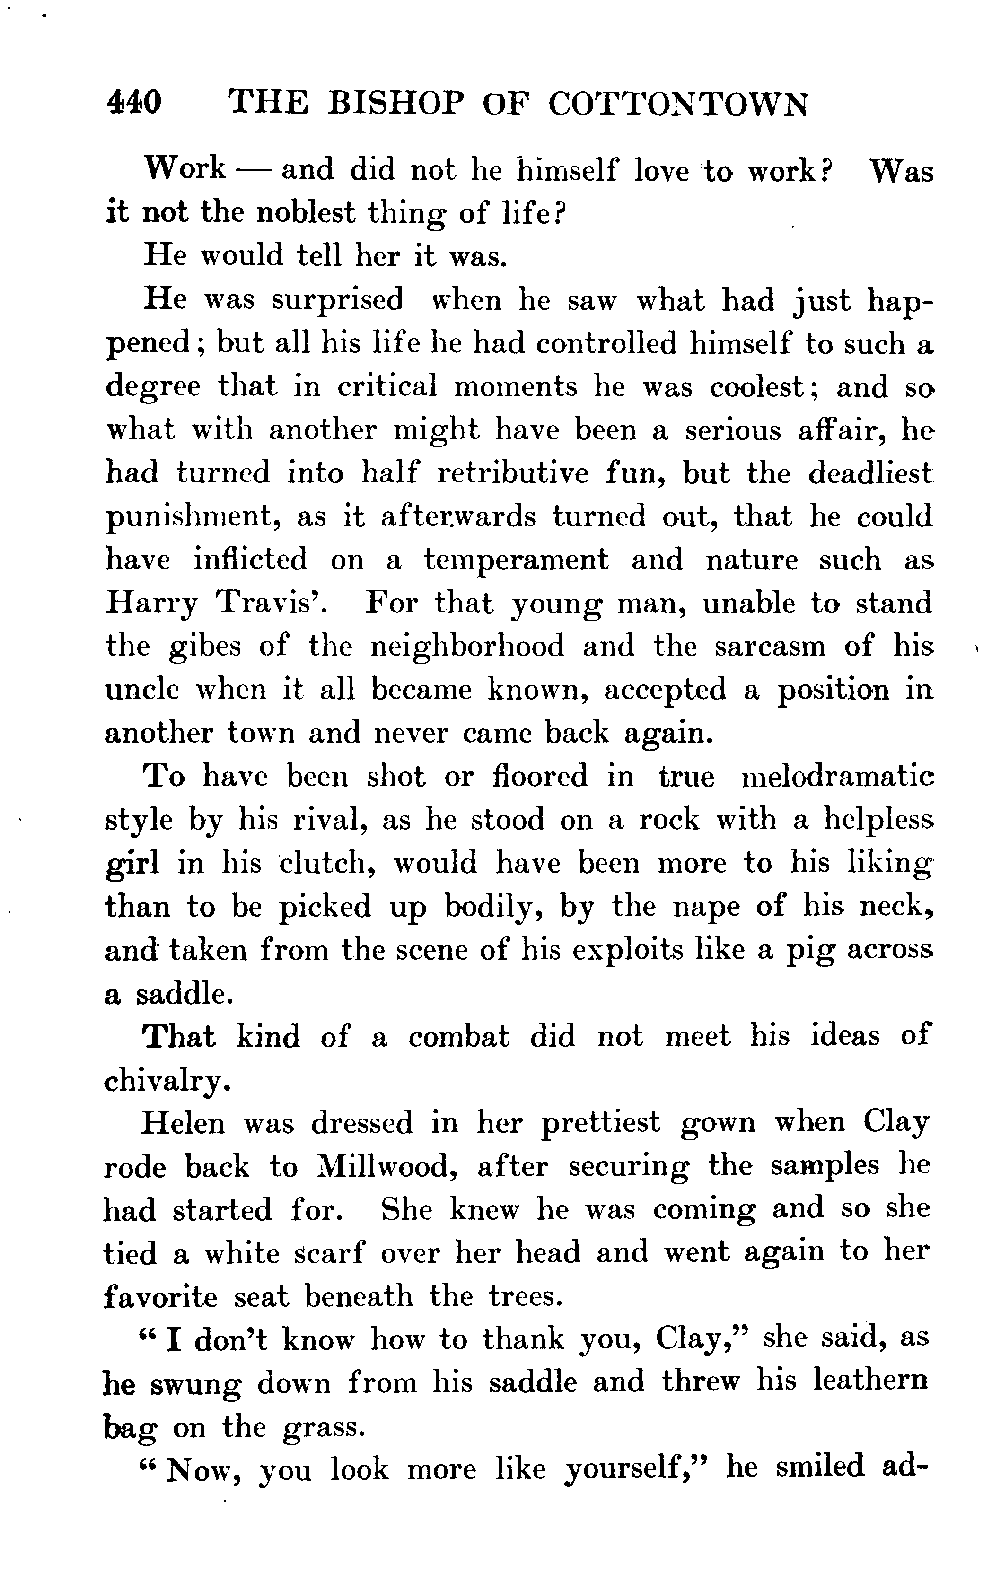 440 THE BISHOP OF COTTONTOWN
Work — and did not he himself love to work? Was
it not the noblest thing of life?
He would tell her it was.
He was surprised when he saw what had just hap-
pened; but all his life he had controlled himself to such a
degree that in critical moments he was coolest; and so
what with another might have been a serious affair, he
had turned into half retributive fun, but the deadliest
punishment, as it afterwards turned out, that he could
have inflicted on a temperament and nature such as
Harry Travis'. For that young man, unable to stand
the gibes of the neighborhood and the sarcasm of his
uncle when it all became known, accepted a position in
another town and never came back again.
To have been shot or floored in true melodramatic
style by his rival, as he stood on a rock with a helpless
girl in his clutch, would have been more to his liking
than to be picked up bodily, by the nape of his neck,
and taken from the scene of his exploits like a pig across
a saddle.
That kind of a combat did not meet his ideas of
chivalry.
Helen was dressed in her prettiest gown when Clay
rode back to Millwood, after securing the samples he
had started for. She knew he was coming and so she
tied a white scarf over her head and went again to her
favorite seat beneath the trees.
“ I don't know how to thank you, Clay,” she said, as
he swung down from his saddle and threw his leathern
bag on the grass.
“ Now, you look more like yourself,” he smiled ad-